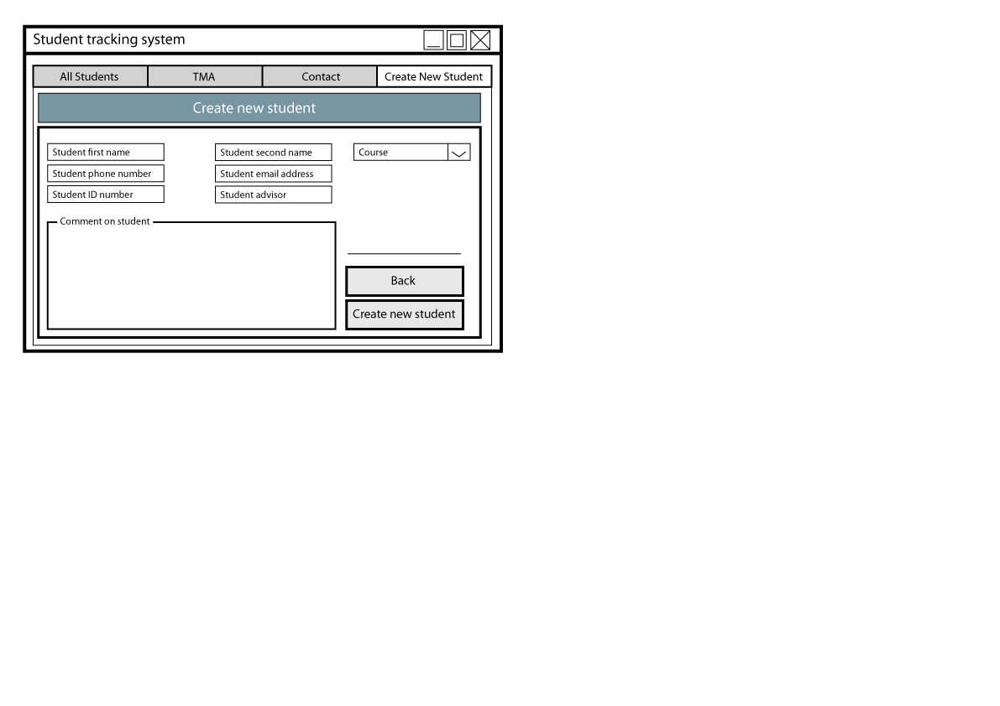 Student tracking system
All Students
TMA
Contact
Create New Student
Create new student
Student first name
Student second name
Course
Student phone number
Student email address
Student ID number
Student advisor
Comment on student
Back
Create new student